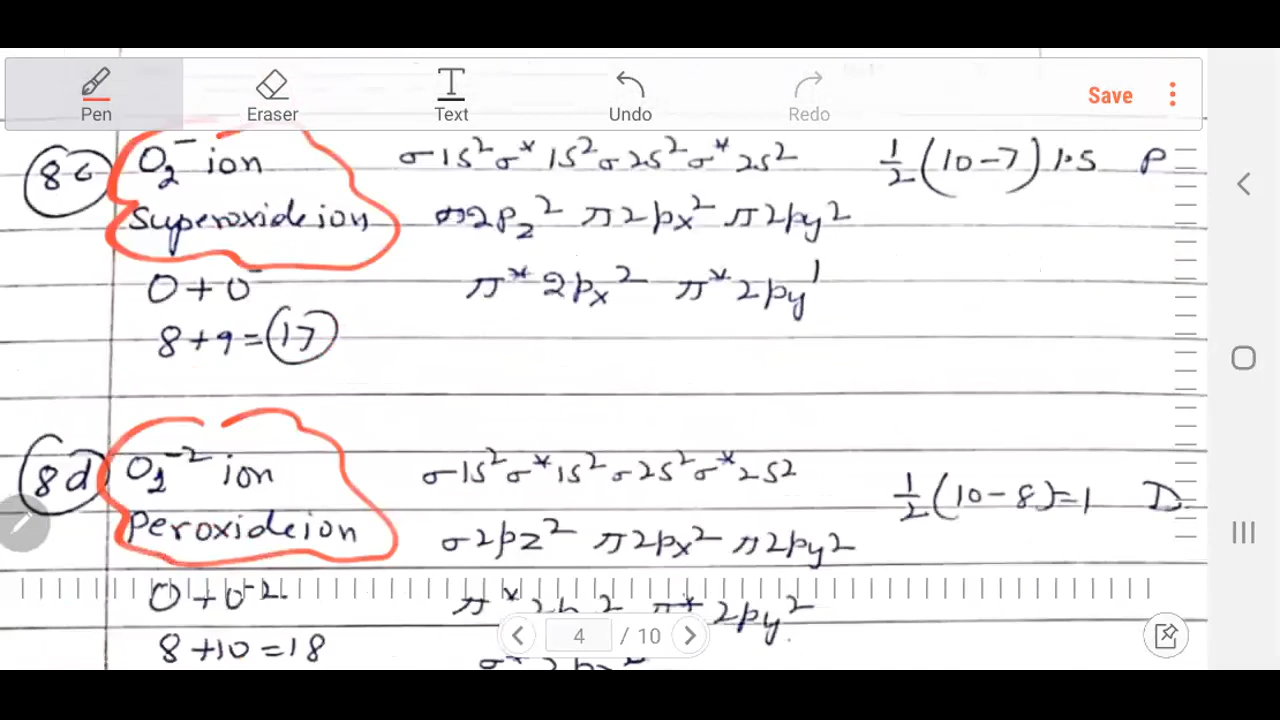 Pen Eraser Text Undo Redo Save
8c O₂⁻ ion σ1s² σ*1s² σ2s² σ*2s² 1/2(10-7) 1.5 P
Superoxide ion σ2pz² π2px² π2py²
O+O⁻ π*2px² π*2py¹
8+9=17
8d O₂⁻² ion σ1s² σ*1s² σ2s² σ*2s² 1/2(10-8)=1 D
Peroxide ion σ2pz² π2px² π2py²
O+O⁻² π*2px² π*2py²
8+10=18
4 / 10